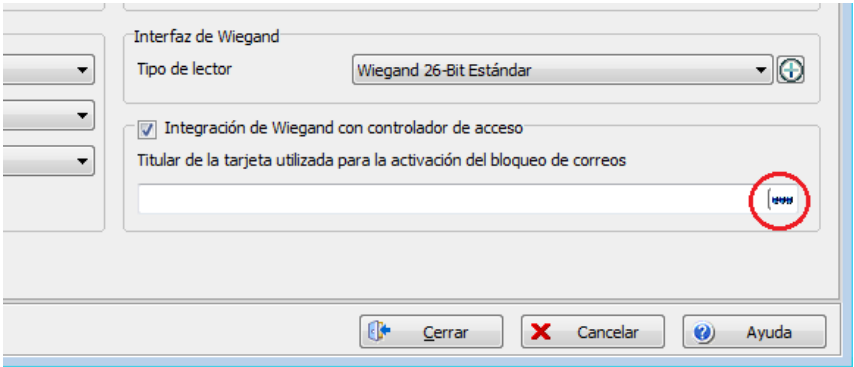 Interfaz de Wiegand
Tipo de lector
Wiegand 26-Bit Estándar
Integración de Wiegand con controlador de acceso
Titular de la tarjeta utilizada para la activación del bloqueo de correos
Cerrar
Cancelar
Ayuda